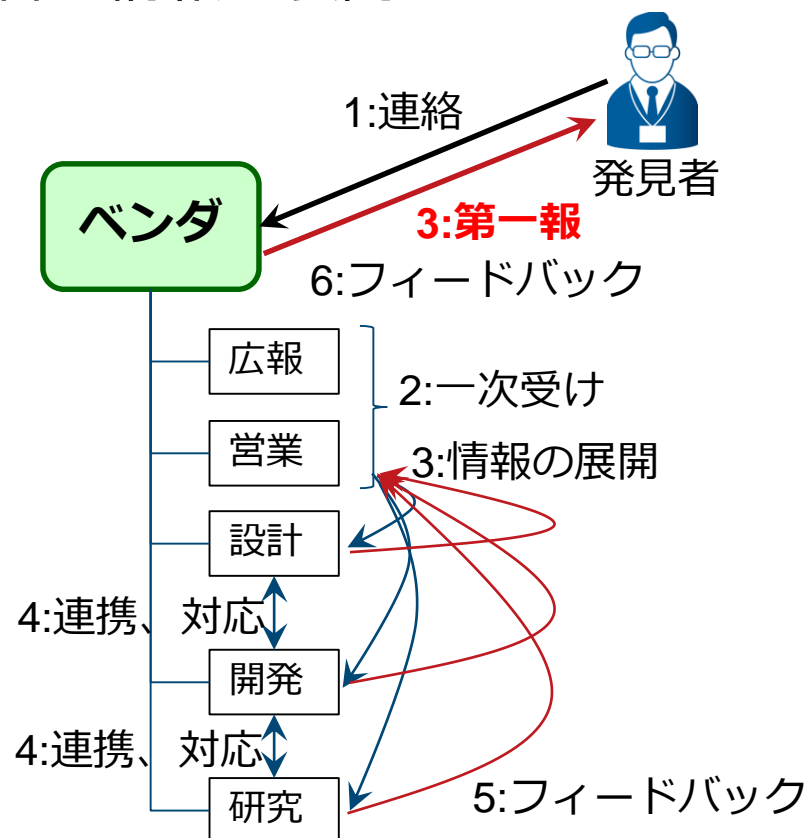 1:連絡
発見者
ベンダ
3:第一報
6:フィードバック
広報
2:一次受け
営業
3:情報の展開
設計
4:連携、対応
開発
4:連携、対応
研究
5:フィードバック